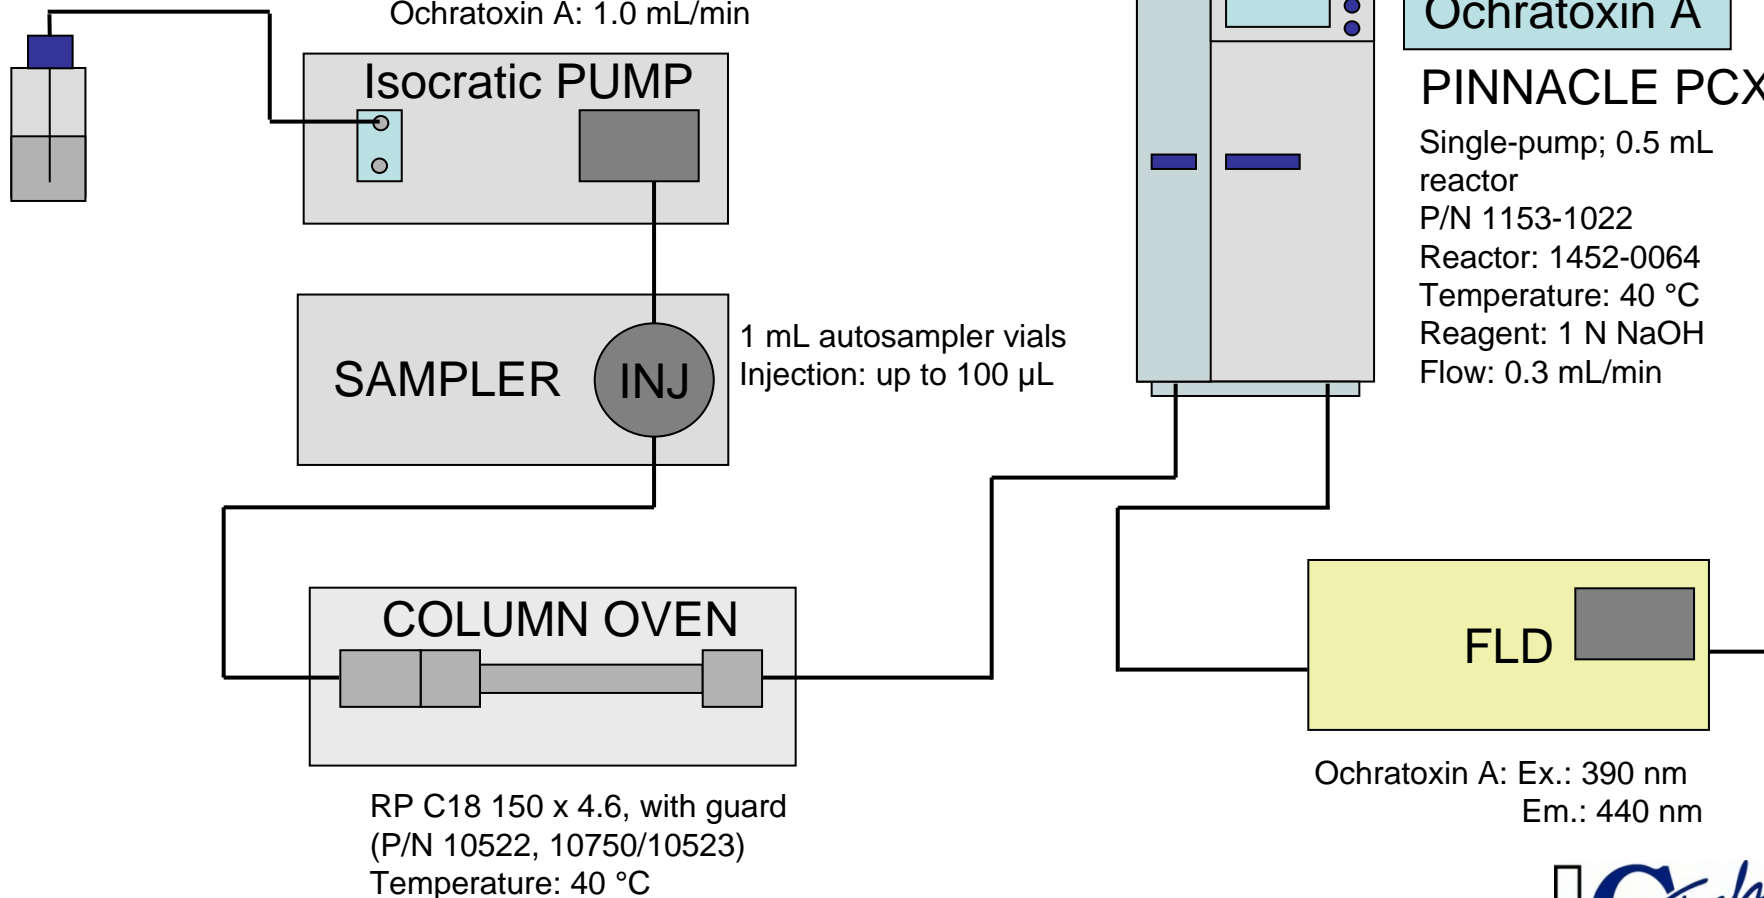 Ochratoxin A: 1.0 mL/min
Isocratic PUMP
SAMPLER
INJ
1 mL autosampler vials
Injection: up to 100 µL
COLUMN OVEN
RP C18 150 x 4.6, with guard
(P/N 10522, 10750/10523)
Temperature: 40 °C
Ochratoxin A
PINNACLE PCX
Single-pump; 0.5 mL
reactor
P/N 1153-1022
Reactor: 1452-0064
Temperature: 40 °C
Reagent: 1 N NaOH
Flow: 0.3 mL/min
FLD
Ochratoxin A: Ex.: 390 nm
Em.: 440 nm